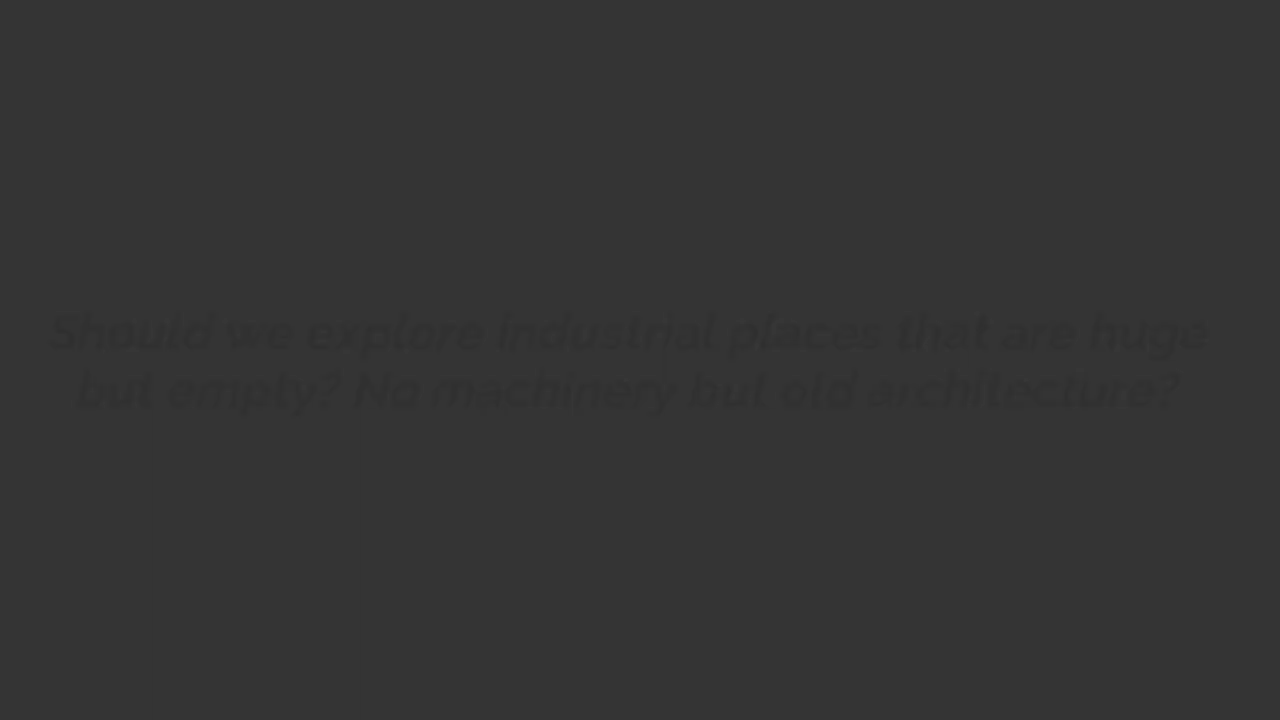 Should we explore industrial places that are huge
but empty? No machinery but old architecture?